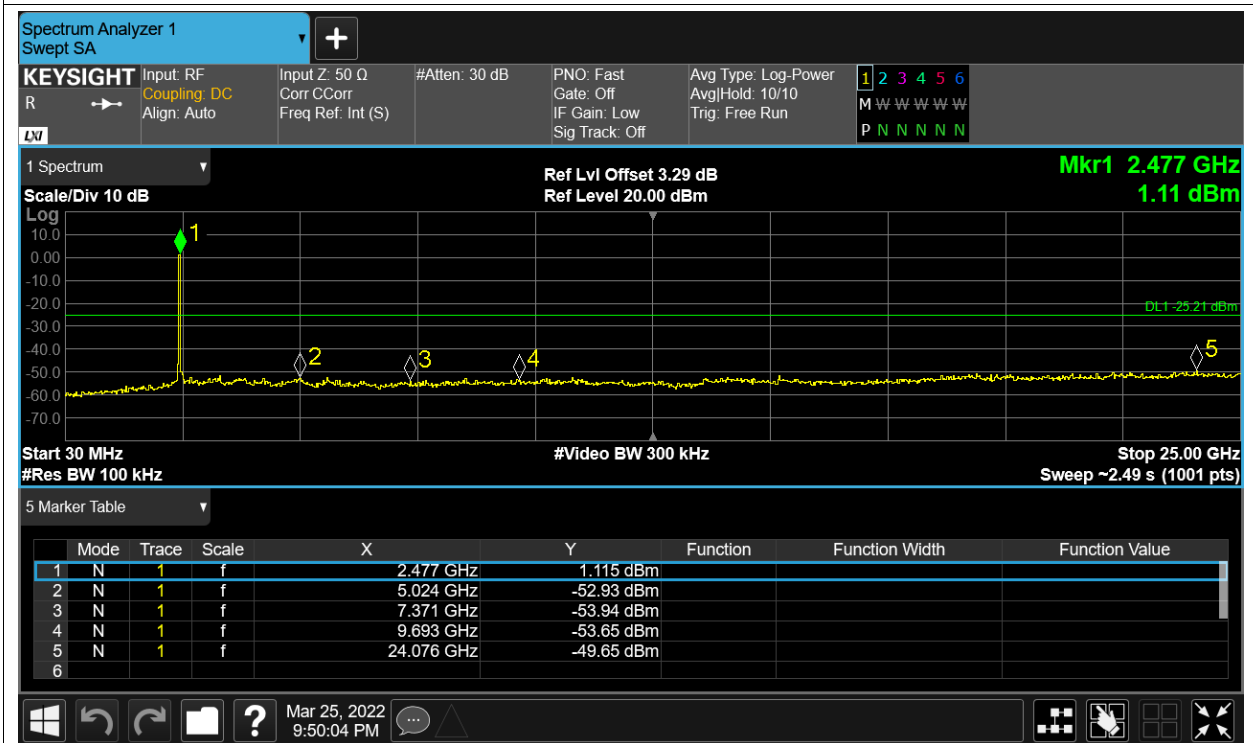 Spectrum Analyzer 1
Swept SA
KEYSIGHT Input: RF Input Z: 50 Ω #Atten: 30 dB PNO: Fast Avg Type: Log-Power 1 2 3 4 5 6
R Coupling: DC Corr CCorr Gate: Off Avg|Hold: 10/10 M W W W W W
Align: Auto Freq Ref: Int (S) IF Gain: Low Trig: Free Run
LXI Sig Track: Off P N N N N N
1 Spectrum Ref Lvl Offset 3.29 dB Mkr1 2.477 GHz
Scale/Div 10 dB Ref Level 20.00 dBm 1.11 dBm
Log
10.0 1
0.00
-10.0
-20.0 DL1 -25.21 dBm
-30.0
-40.0 2 3 4 5
-50.0
-60.0
-70.0
Start 30 MHz #Video BW 300 kHz Stop 25.00 GHz
#Res BW 100 kHz Sweep ~2.49 s (1001 pts)
5 Marker Table
Mode Trace Scale X Y Function Function Width Function Value
1 N 1 f 2.477 GHz 1.115 dBm
2 N 1 f 5.024 GHz -52.93 dBm
3 N 1 f 7.371 GHz -53.94 dBm
4 N 1 f 9.693 GHz -53.65 dBm
5 N 1 f 24.076 GHz -49.65 dBm
6
? Mar 25, 2022
9:50:04 PM